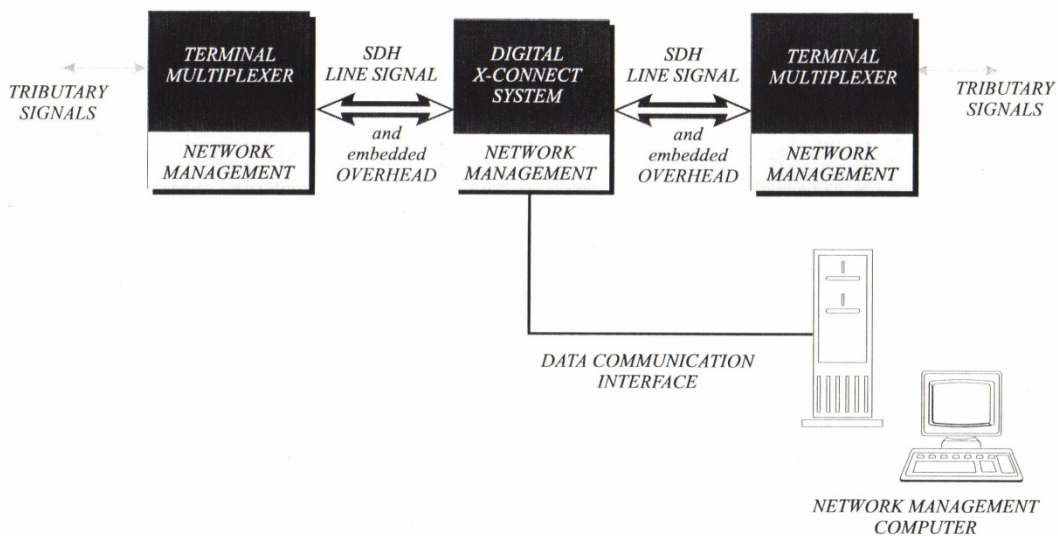 TRIBUTARY
SIGNALS
TERMINAL
MULTIPLEXER
NETWORK
MANAGEMENT
SDH
LINE SIGNAL
and
embedded
OVERHEAD
DIGITAL
X-CONNECT
SYSTEM
NETWORK
MANAGEMENT
SDH
LINE SIGNAL
and
embedded
OVERHEAD
TERMINAL
MULTIPLEXER
NETWORK
MANAGEMENT
TRIBUTARY
SIGNALS
DATA COMMUNICATION
INTERFACE
NETWORK MANAGEMENT
COMPUTER